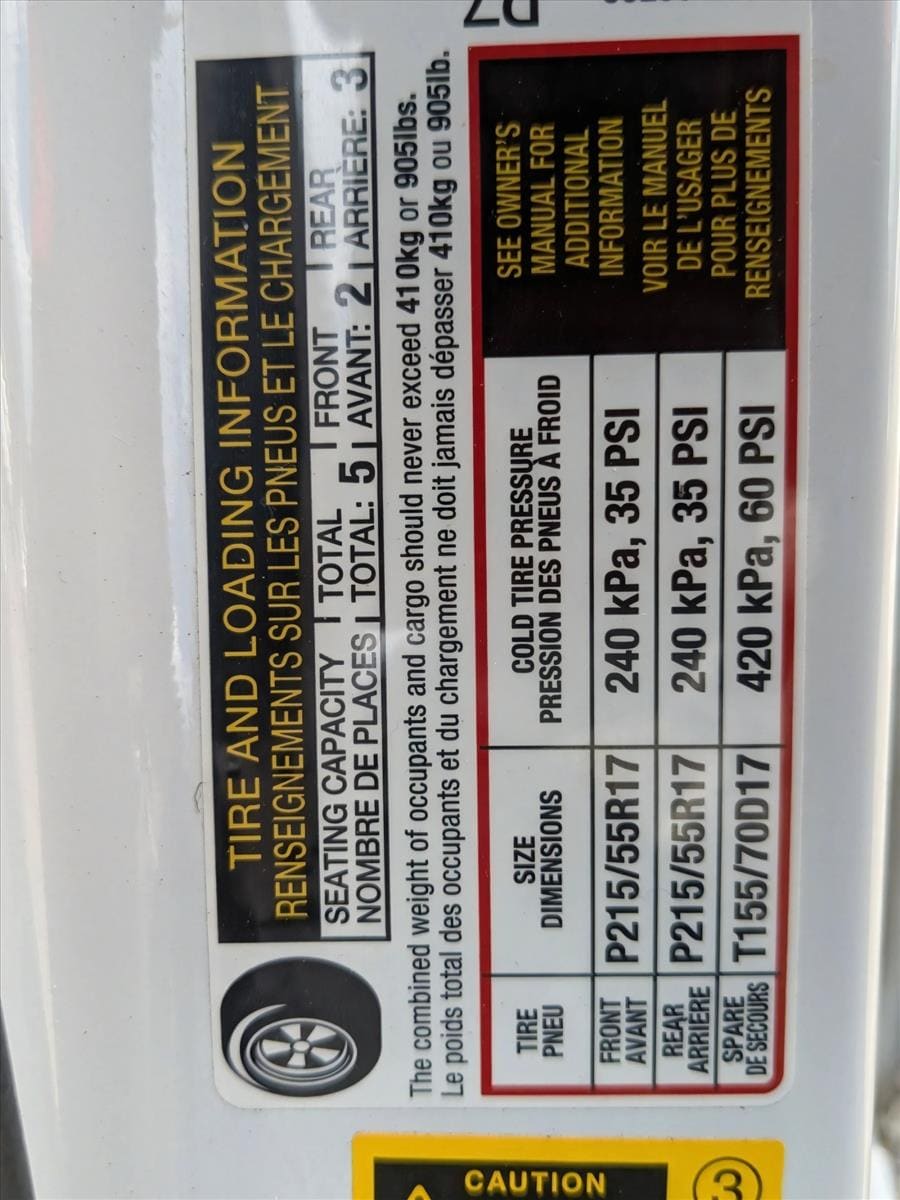 TIRE AND LOADING INFORMATION
RENSEIGNEMENTS SUR LES PNEUS ET LE CHARGEMENT
SEATING CAPACITY | TOTAL | FRONT | REAR
NOMBRE DE PLACES | TOTAL: 5 | AVANT: 2 | ARRIÈRE: 3
The combined weight of occupants and cargo should never exceed 410kg or 905lbs.
Le poids total des occupants et du chargement ne doit jamais dépasser 410kg ou 905lb.
TIRE
PNEU
SIZE
DIMENSIONS
COLD TIRE PRESSURE
PRESSION DES PNEUS À FROID
FRONT
AVANT
P215/55R17
240 kPa, 35 PSI
REAR
ARRIERE
P215/55R17
240 kPa, 35 PSI
SPARE
DE SECOURS
T155/70D17
420 kPa, 60 PSI
SEE OWNER'S
MANUAL FOR
ADDITIONAL
INFORMATION
VOIR LE MANUEL
DE L'USAGER
POUR PLUS DE
RENSEIGNEMENTS
CAUTION
3